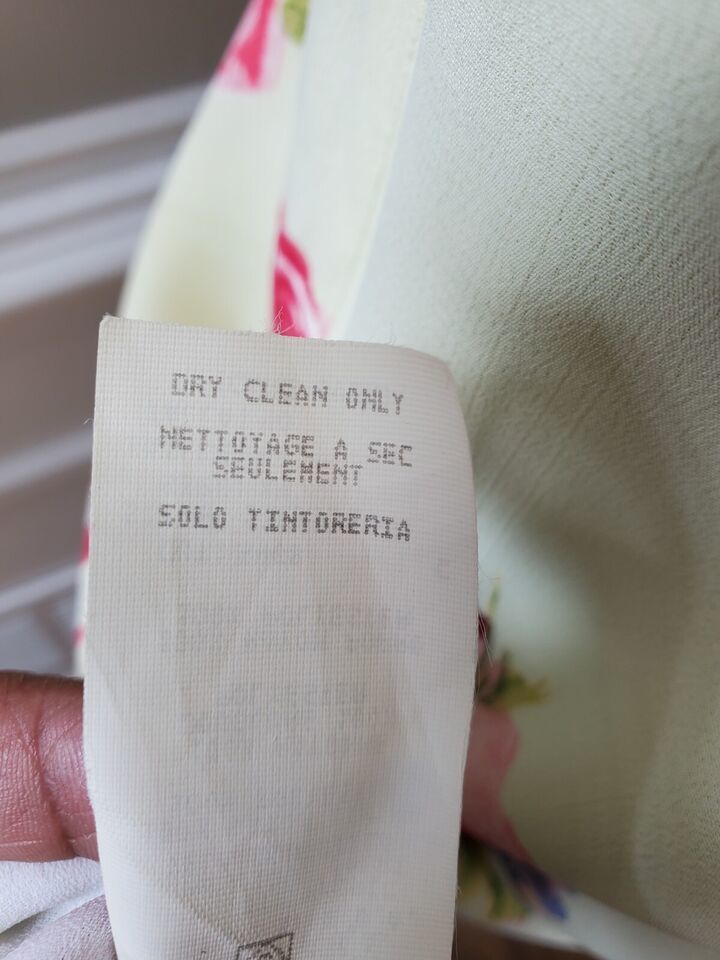 DRY CLEAN ONLY
NETTOYAGE A SEC
SEULEMENT
SOLO TINTORERIA